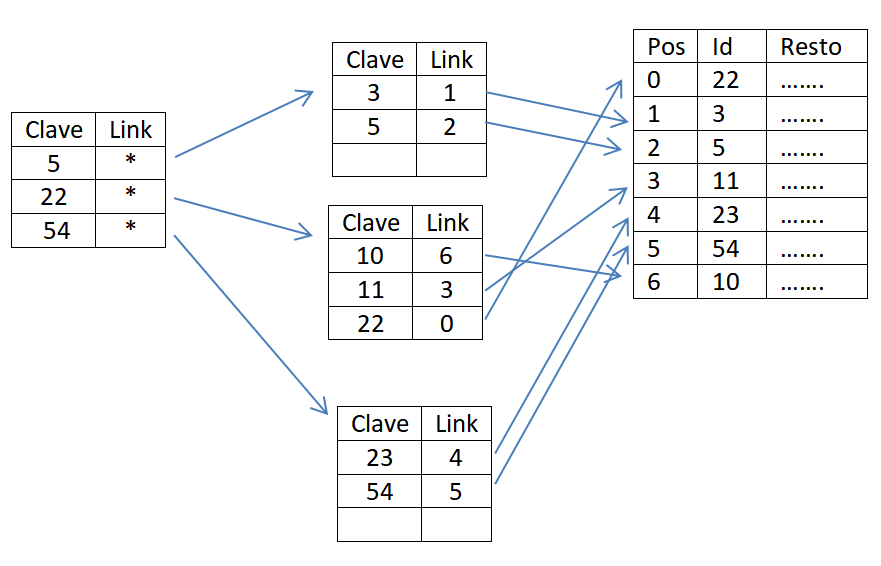 Clave Link
5 *
22 *
54 *
Clave Link
3 1
5 2
Clave Link
10 6
11 3
22 0
Clave Link
23 4
54 5
Pos Id Resto
0 22 .......
1 3 .......
2 5 .......
3 11 .......
4 23 .......
5 54 .......
6 10 .......